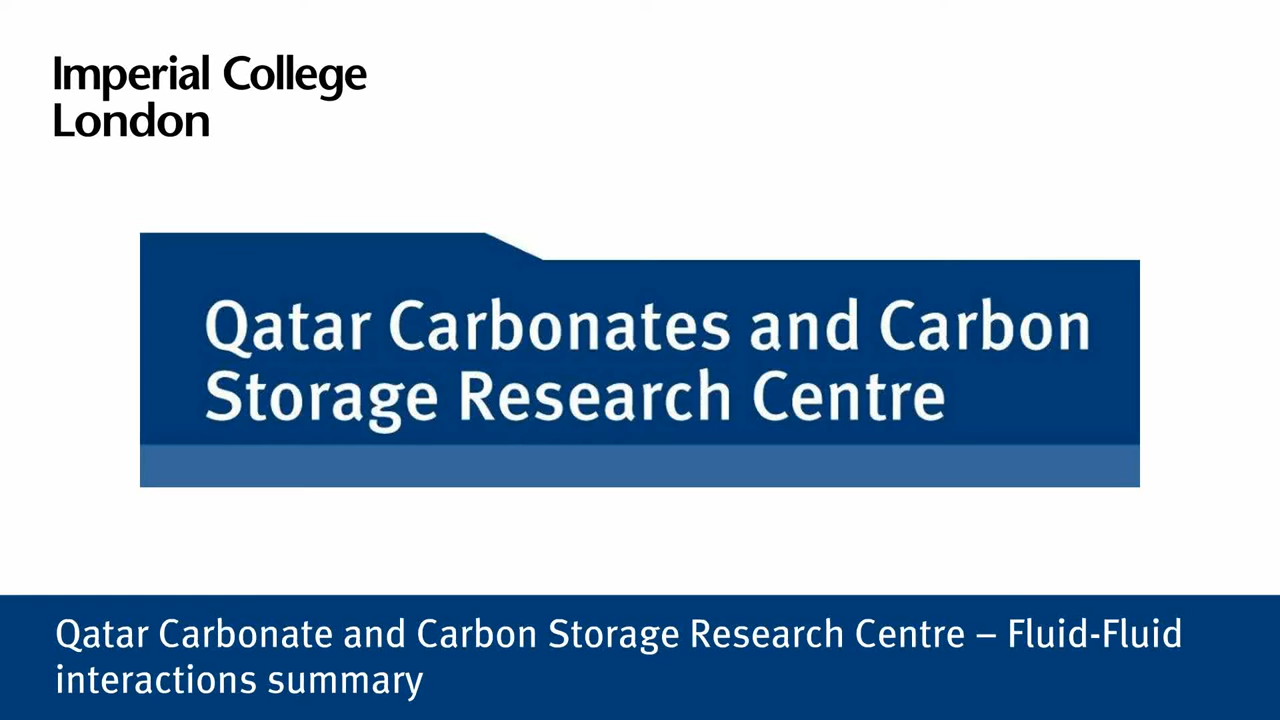 Imperial College
London
Qatar Carbonates and Carbon
Storage Research Centre
Qatar Carbonate and Carbon Storage Research Centre – Fluid-Fluid
interactions summary